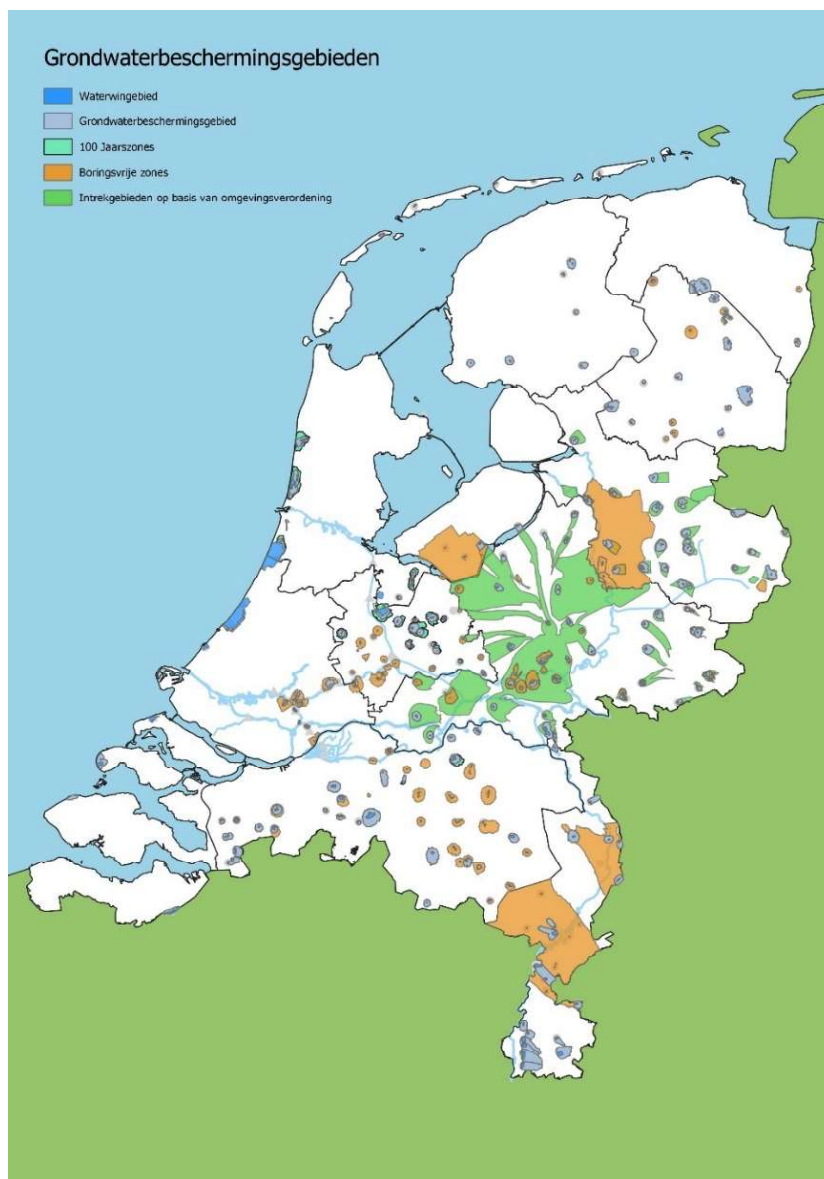 Grondwaterbeschermingsgebieden
Waterwingebied
Grondwaterbeschermingsgebied
100 Jaarszones
Boringsvrije zones
Intrekgebieden op basis van omgevingsverordening